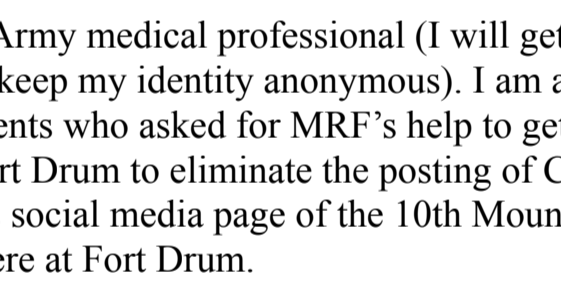 Army medical professional (I will get
keep my identity anonymous). I am a
ents who asked for MRF’s help to get
rt Drum to eliminate the posting of C
social media page of the 10th Moun
ere at Fort Drum.